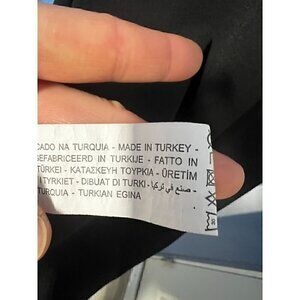 CADO NA TURQUIA - MADE IN TURKEY -
GEFABRICEERD IN TURKIJE - FATTO IN
TÜRKEI - ΚΑΤΑΣΚΕΥΗ ΤΟΥΡΚΙΑ - ÜRETİM
TYRKIET - DIBUAT DI TURKI - صنع في تركيا -
TURQUIA - TURKIAN EGINA